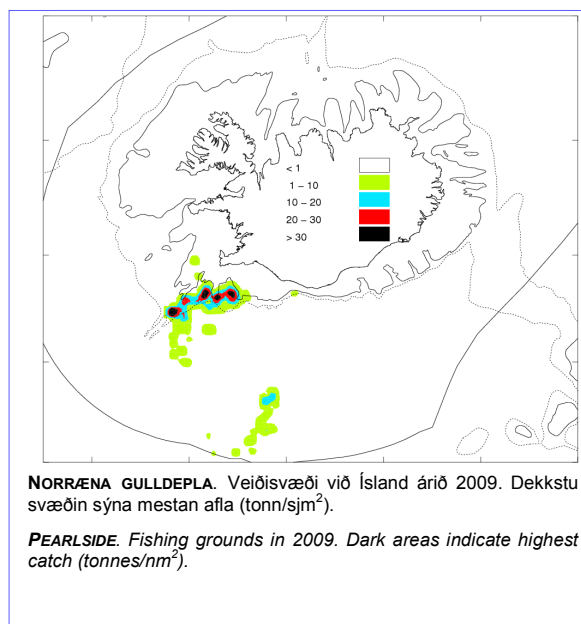 < 1
1 – 10
10 – 20
20 – 30
> 30
NORRÆNA GULLDEPLA. Veiðisvæði við Ísland árið 2009. Dekkstu
svæðin sýna mestan afla (tonn/sjm²).
PEARLSIDE. Fishing grounds in 2009. Dark areas indicate highest
catch (tonnes/nm²).